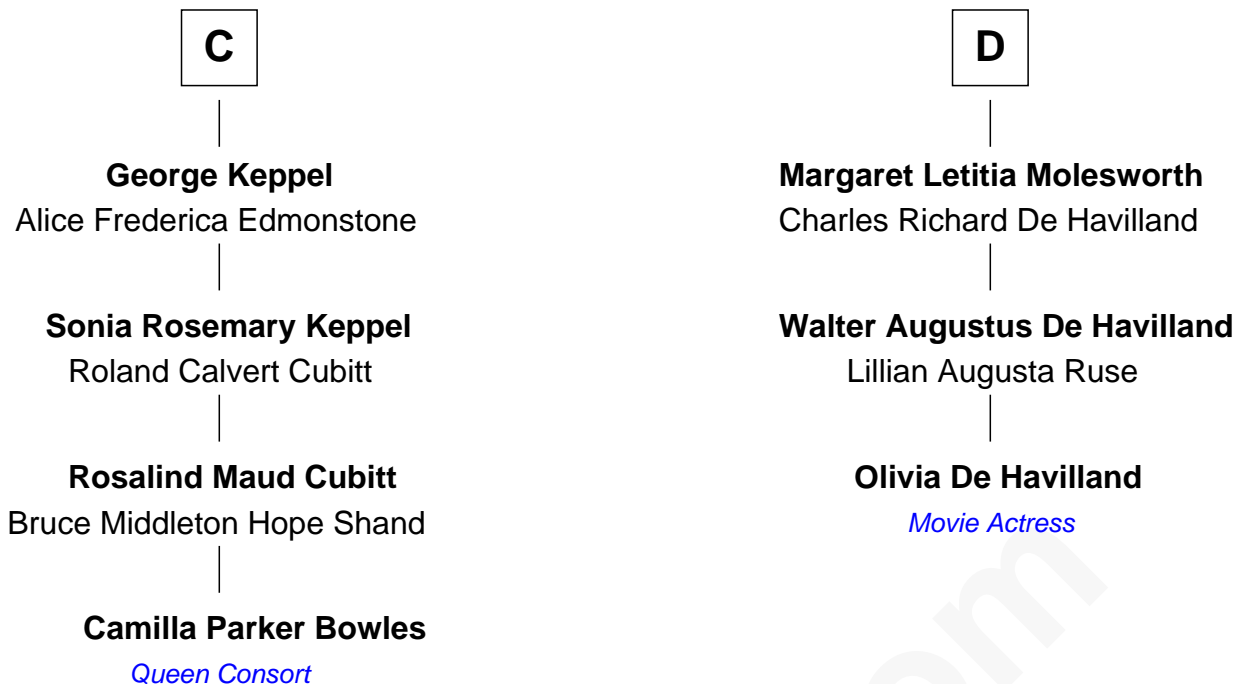 C
George Keppel
Alice Frederica Edmonstone
Sonia Rosemary Keppel
Roland Calvert Cubitt
Rosalind Maud Cubitt
Bruce Middleton Hope Shand
Camilla Parker Bowles
Queen Consort
D
Margaret Letitia Molesworth
Charles Richard De Havilland
Walter Augustus De Havilland
Lillian Augusta Ruse
Olivia De Havilland
Movie Actress
om